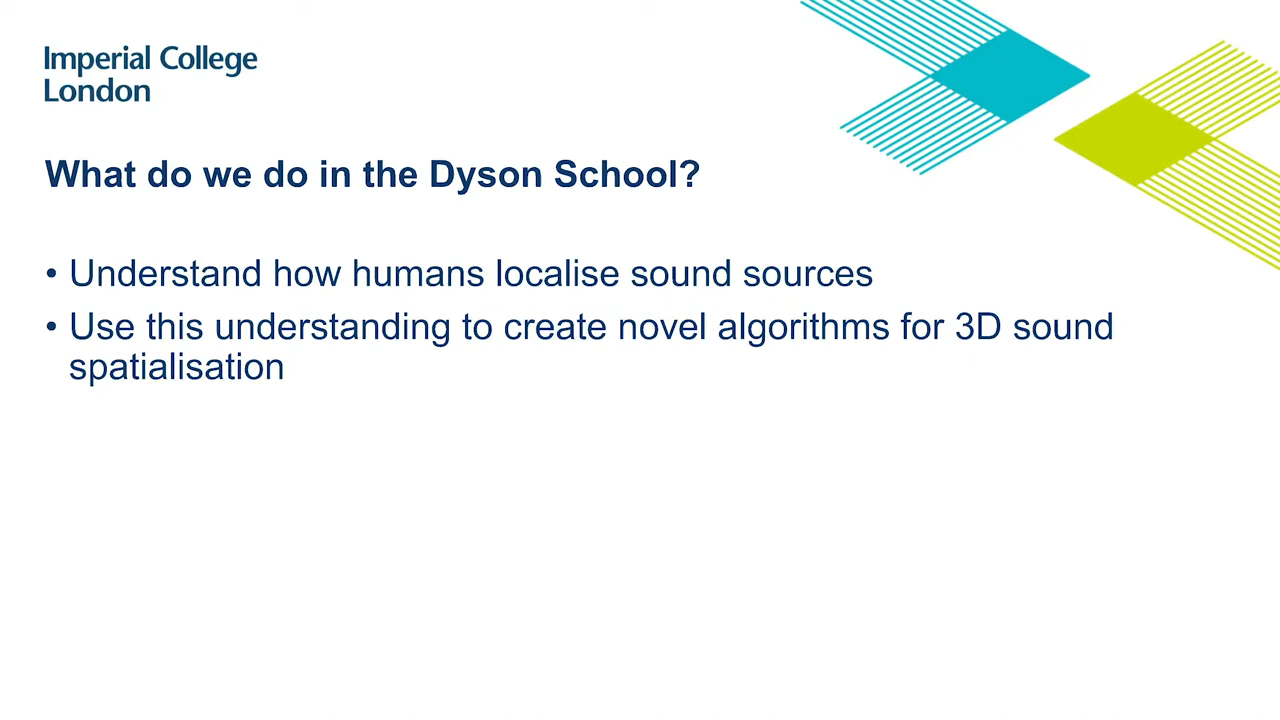 Imperial College
London
What do we do in the Dyson School?
• Understand how humans localise sound sources
• Use this understanding to create novel algorithms for 3D sound
spatialisation